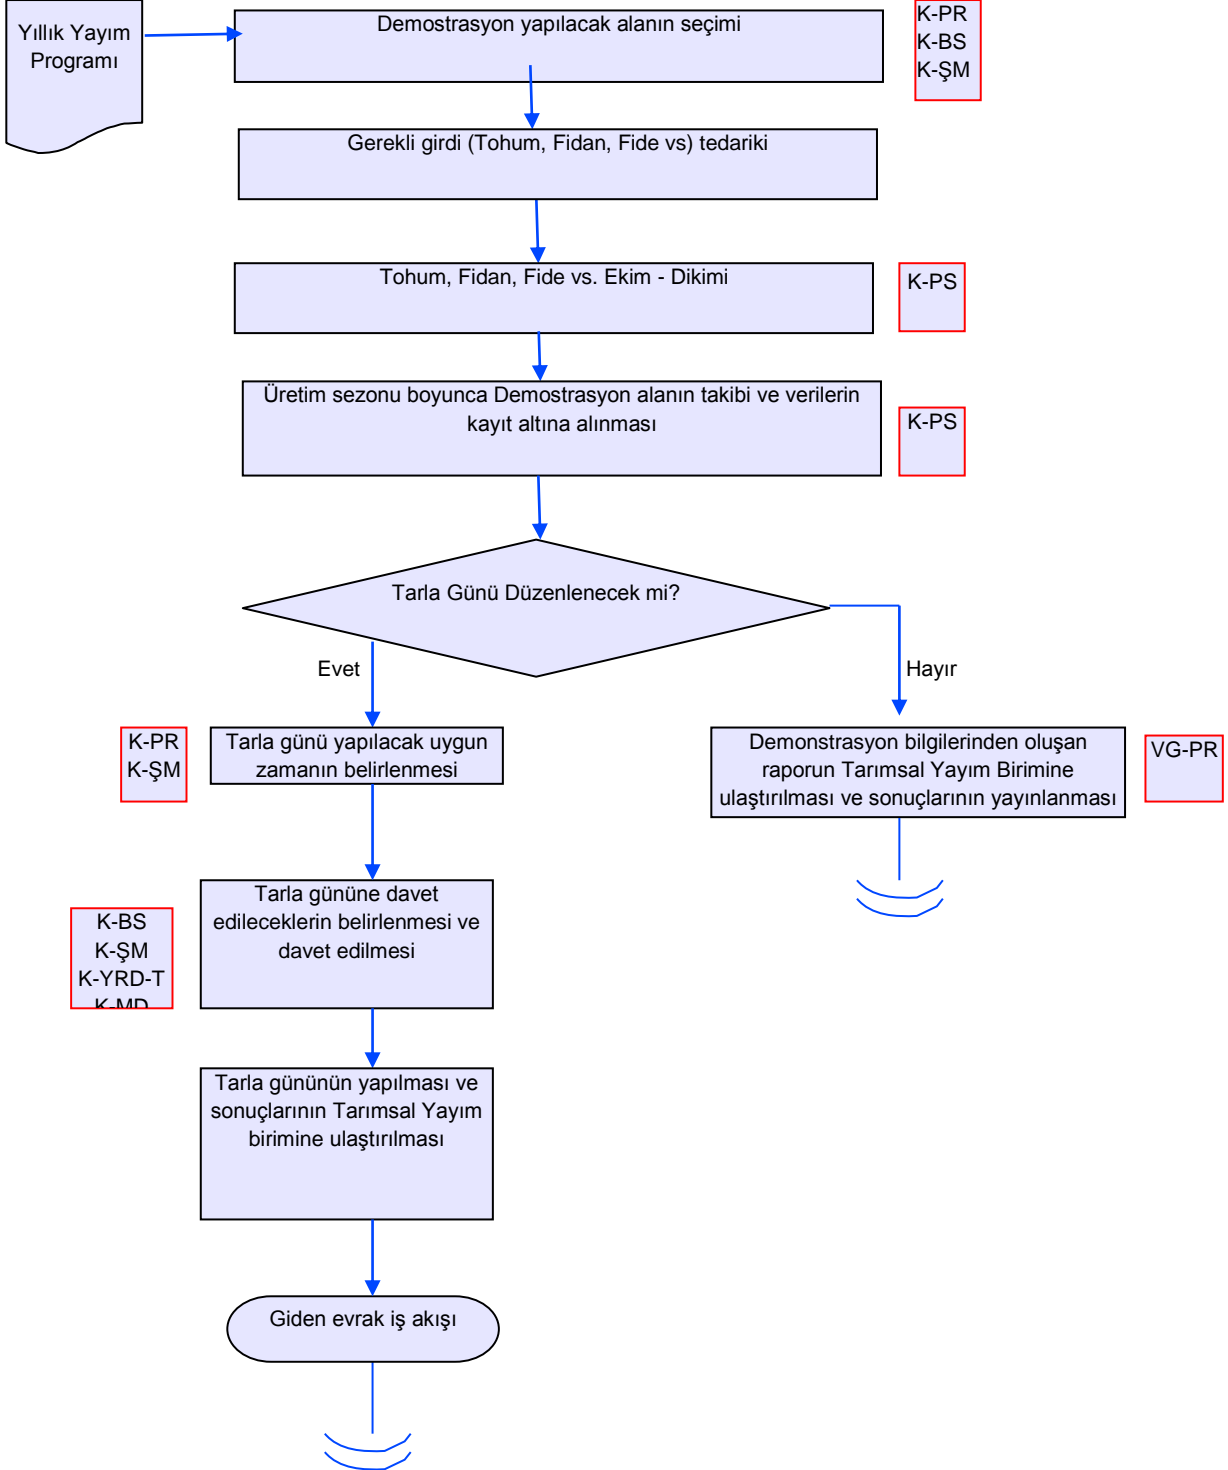 Yıllık Yayım
Programı
Demostrasyon yapılacak alanın seçimi
K-PR
K-BS
K-ŞM
Gerekli girdi (Tohum, Fidan, Fide vs) tedariki
Tohum, Fidan, Fide vs. Ekim - Dikimi
K-PS
Üretim sezonu boyunca Demostrasyon alanın takibi ve verilerin
kayıt altına alınması
K-PS
Tarla Günü Düzenlenecek mi?
Evet
Hayır
K-PR
K-ŞM
Tarla günü yapılacak uygun
zamanın belirlenmesi
Demonstrasyon bilgilerinden oluşan
raporun Tarımsal Yayım Birimine
ulaştırılması ve sonuçlarının yayınlanması
VG-PR
K-BS
K-ŞM
K-YRD-T
K-MD
Tarla gününe davet
edileceklerin belirlenmesi ve
davet edilmesi
Tarla gününün yapılması ve
sonuçlarının Tarımsal Yayım
birimine ulaştırılması
Giden evrak iş akışı